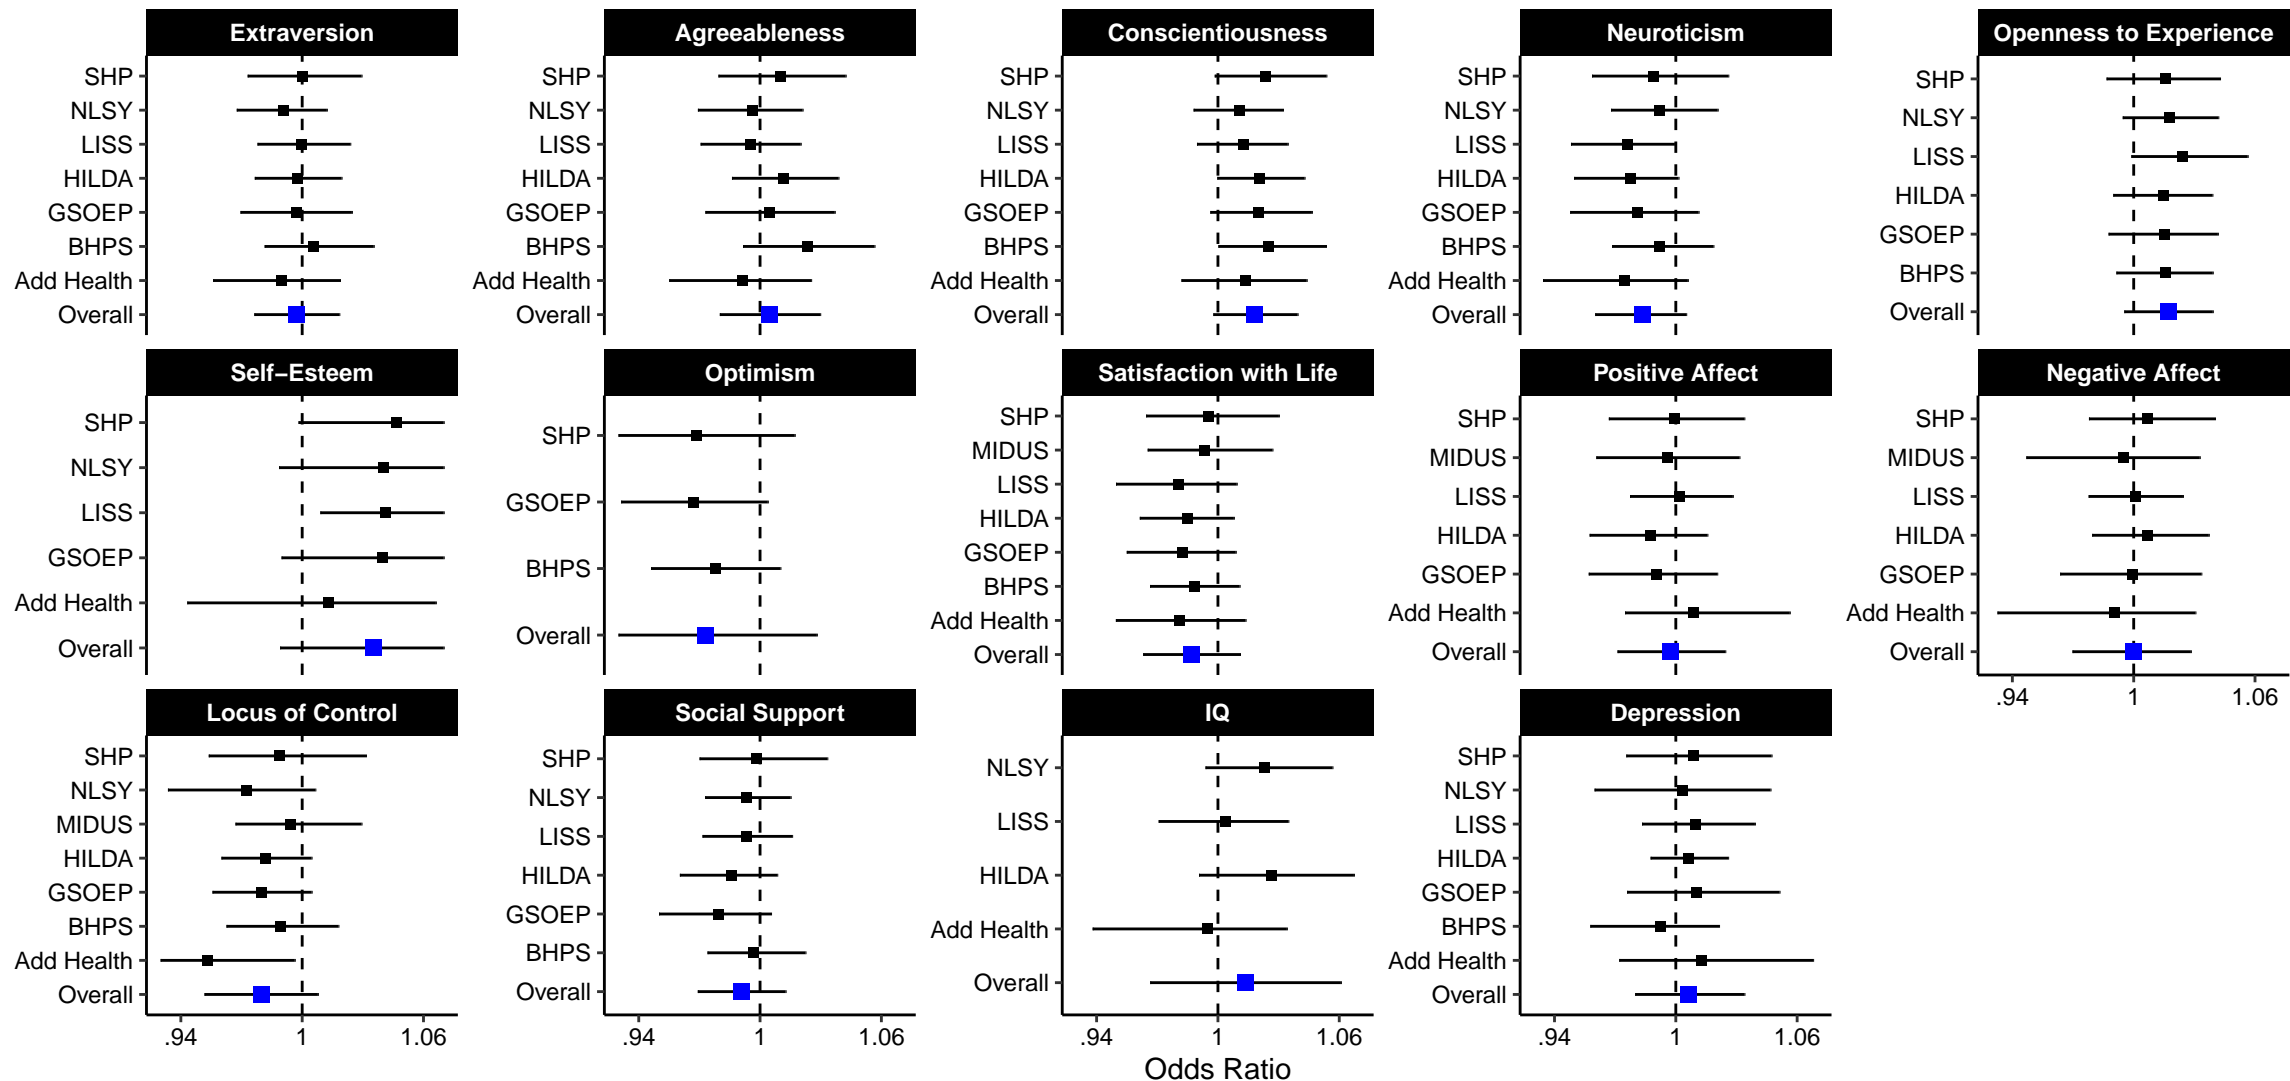 Extraversion
SHP
NLSY
LISS
HILDA
GSOEP
BHPS
Add Health
Overall
Agreeableness
SHP
NLSY
LISS
HILDA
GSOEP
BHPS
Add Health
Overall
Conscientiousness
SHP
NLSY
LISS
HILDA
GSOEP
BHPS
Add Health
Overall
Neuroticism
SHP
NLSY
LISS
HILDA
GSOEP
BHPS
Add Health
Overall
Openness to Experience
SHP
NLSY
LISS
HILDA
GSOEP
BHPS
Overall
Self−Esteem
SHP
NLSY
LISS
GSOEP
Add Health
Overall
Optimism
SHP
GSOEP
BHPS
Overall
Satisfaction with Life
SHP
MIDUS
LISS
HILDA
GSOEP
BHPS
Add Health
Overall
Positive Affect
SHP
MIDUS
LISS
HILDA
GSOEP
Add Health
Overall
Negative Affect
SHP
MIDUS
LISS
HILDA
GSOEP
Add Health
Overall
.94 1 1.06
Locus of Control
SHP
NLSY
MIDUS
HILDA
GSOEP
BHPS
Add Health
Overall
.94 1 1.06
Social Support
SHP
NLSY
LISS
HILDA
GSOEP
BHPS
Overall
.94 1 1.06
IQ
NLSY
LISS
HILDA
Add Health
Overall
.94 1 1.06
Depression
SHP
NLSY
LISS
HILDA
GSOEP
BHPS
Add Health
Overall
.94 1 1.06
Odds Ratio